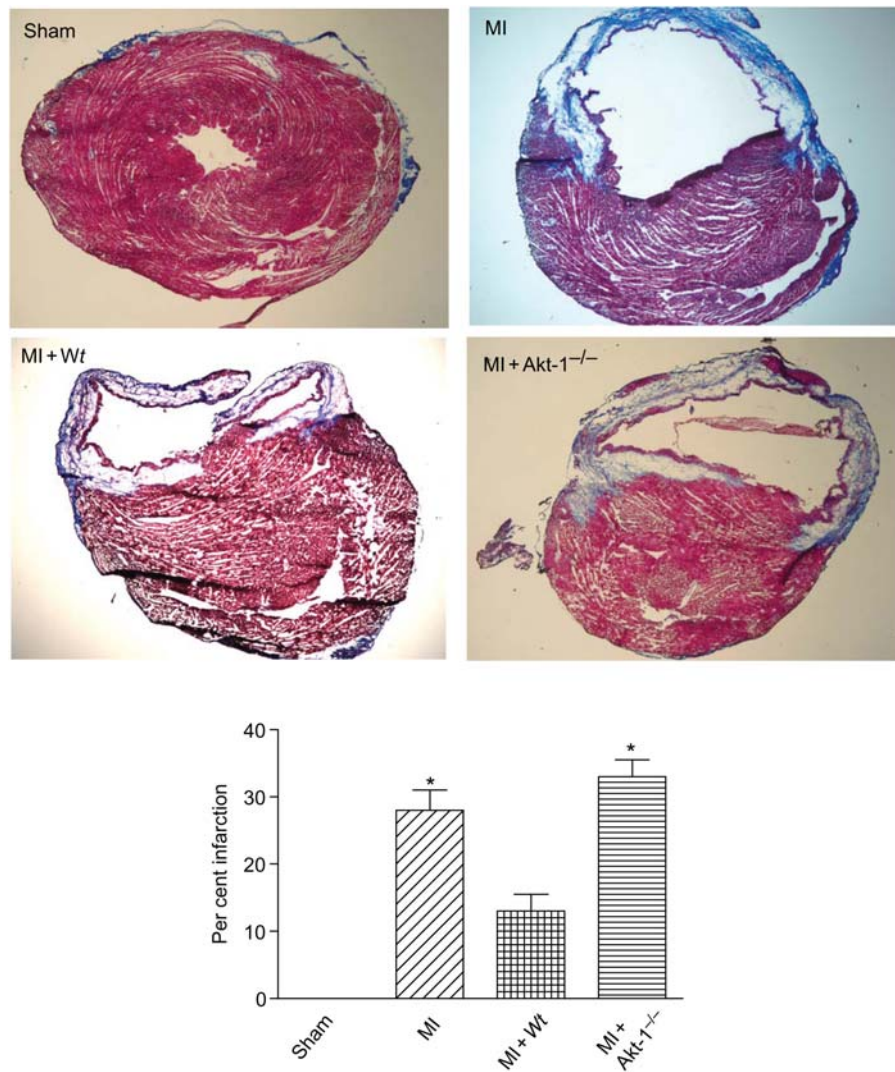 Sham
MI
MI + Wt
MI + Akt-1−/−
40
30
20
10
0
Per cent infarction
*
*
Sham
MI
MI + Wt
MI +
Akt-1−/−